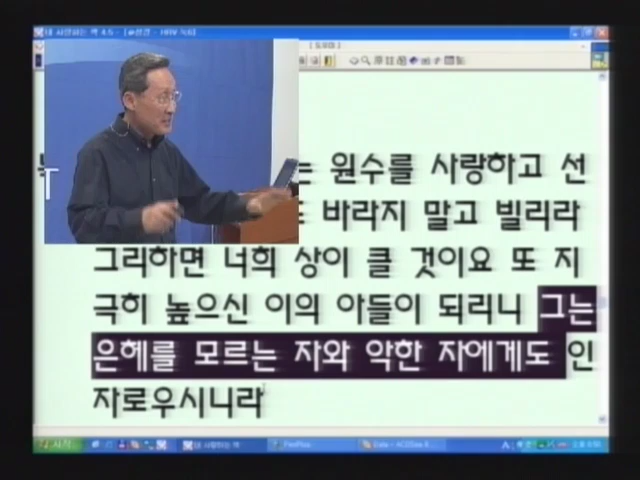 원수를 사랑하고 선
바라지 말고 빌리라
그리하면 너희 상이 클 것이요 또 지
극히 높으신 이의 아들이 되리니 그는
은혜를 모르는 자와 악한 자에게도 인
자로우시니라